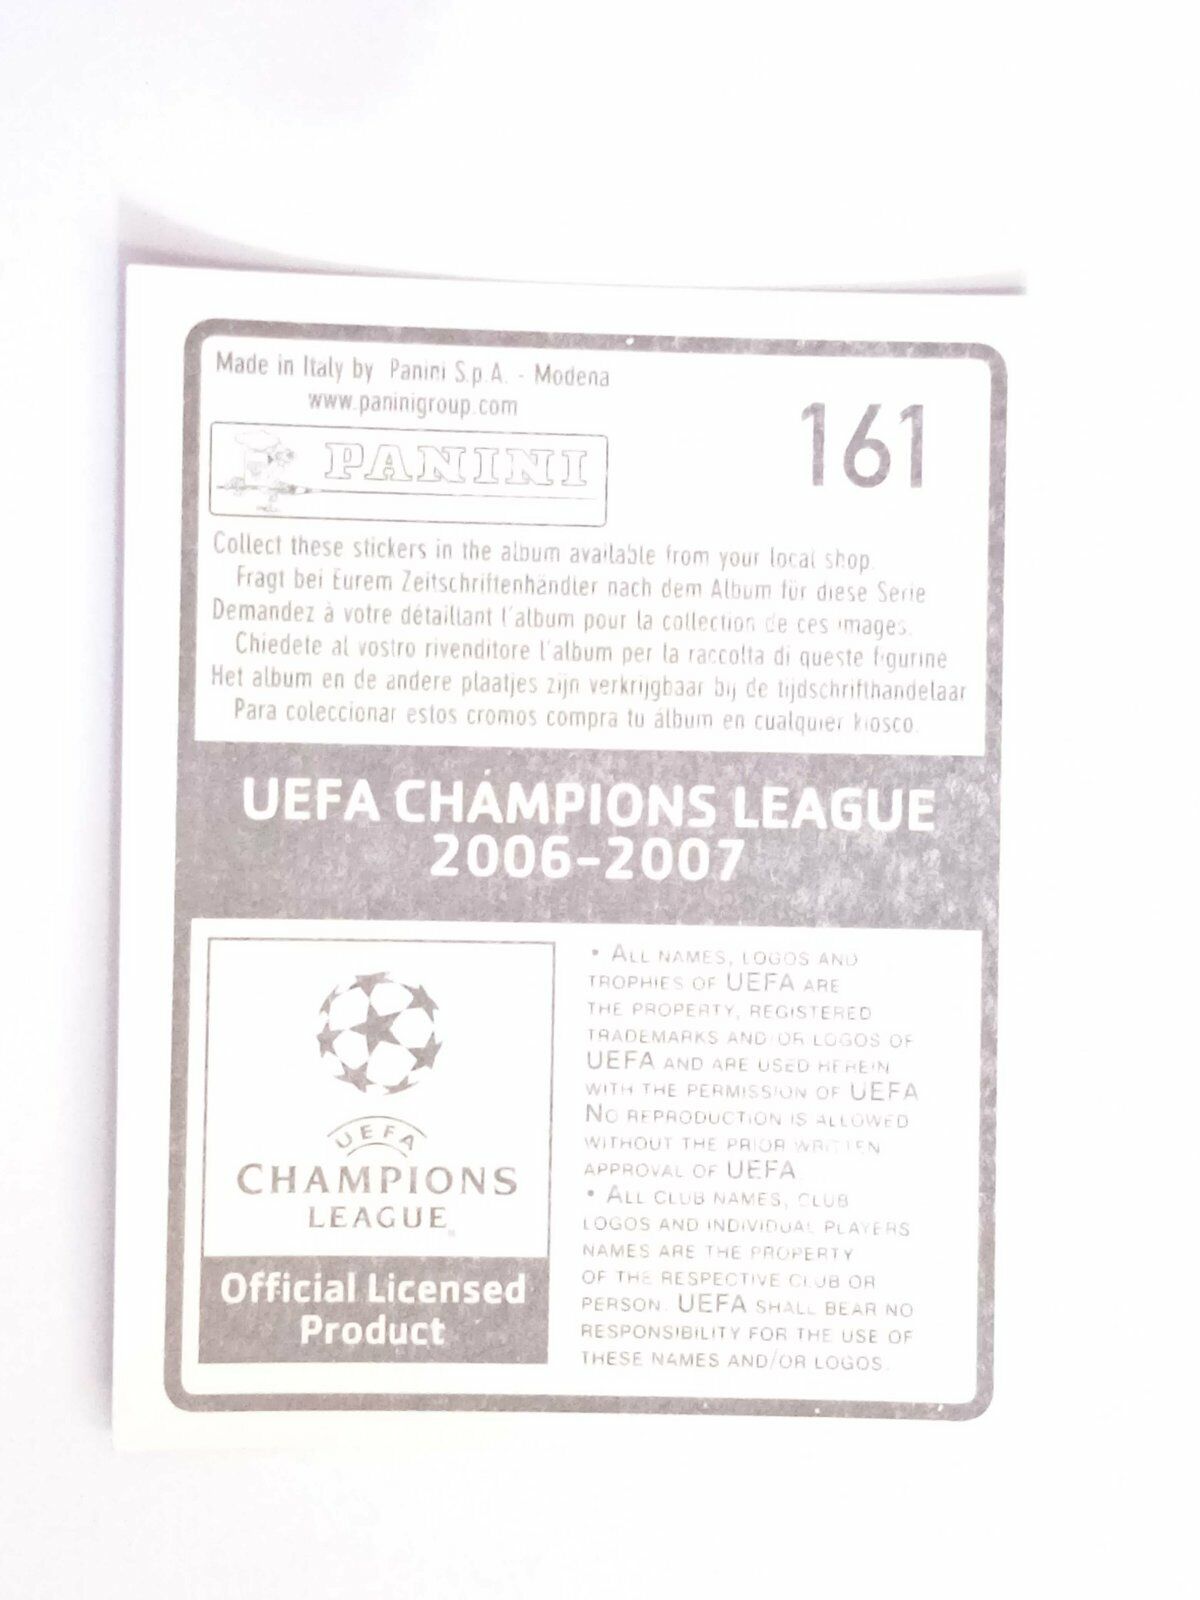 Made in Italy by Panini S.p.A. - Modena
www.paninigroup.com
161
PANINI
Collect these stickers in the album available from your local shop.
Fragt bei Eurem Zeitschriftenhändler nach dem Album für diese Serie
Demandez à votre détaillant l'album pour la collection de ces images.
Chiedete al vostro rivenditore l'album per la raccolta di queste figurine
Het album en de andere plaatjes zijn verkrijgbaar bij de tijdschrifthandelaar
Para coleccionar estos cromos compra tu álbum en cualquier kiosco.
UEFA CHAMPIONS LEAGUE
2006-2007
UEFA
CHAMPIONS
LEAGUE
Official Licensed
Product
• ALL NAMES, LOGOS AND
TROPHIES OF UEFA ARE
THE PROPERTY, REGISTERED
TRADEMARKS AND/OR LOGOS OF
UEFA AND ARE USED HEREIN
WITH THE PERMISSION OF UEFA
NO REPRODUCTION IS ALLOWED
WITHOUT THE PRIOR WRITTEN
APPROVAL OF UEFA
• ALL CLUB NAMES, CLUB
LOGOS AND INDIVIDUAL PLAYERS
NAMES ARE THE PROPERTY
OF THE RESPECTIVE CLUB OR
PERSON. UEFA SHALL BEAR NO
RESPONSIBILITY FOR THE USE OF
THESE NAMES AND/OR LOGOS.